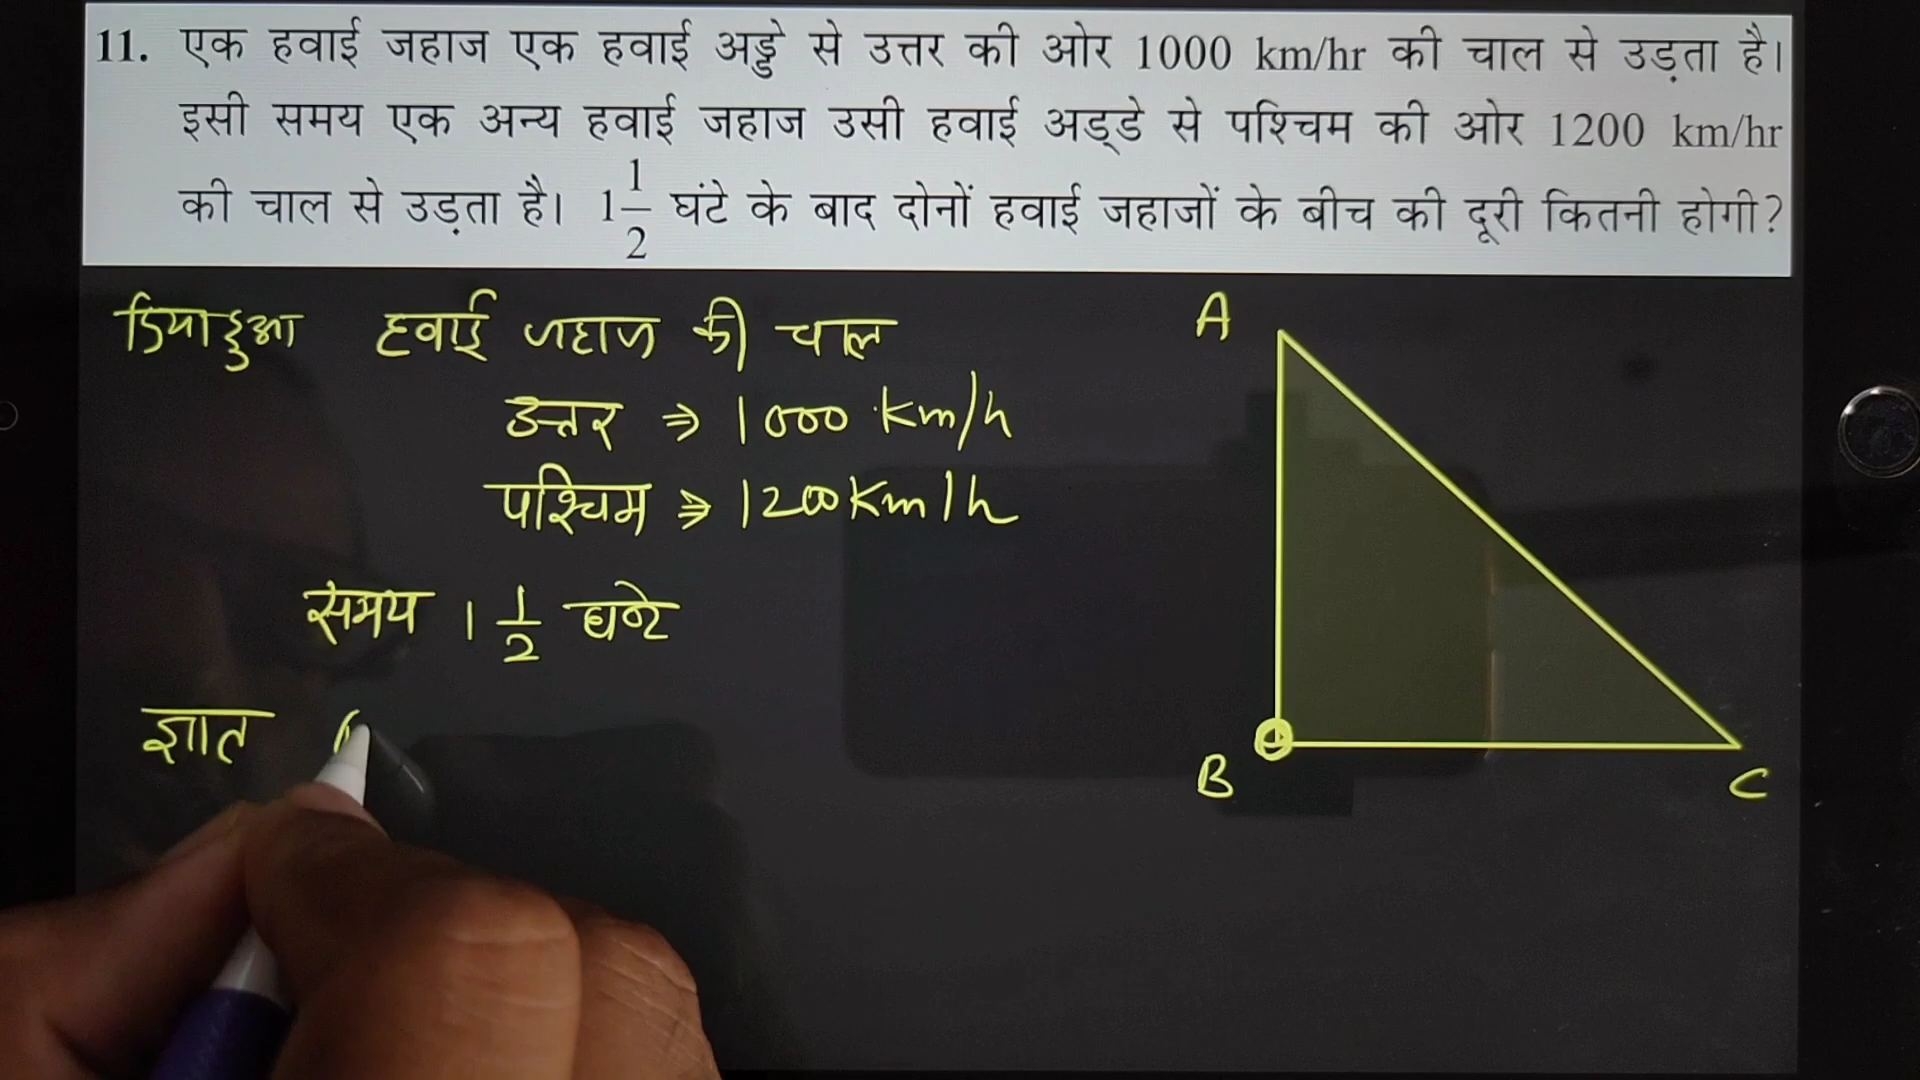 11. एक हवाई जहाज एक हवाई अड्डे से उत्तर की ओर 1000 km/hr की चाल से उड़ता है।
इसी समय एक अन्य हवाई जहाज उसी हवाई अड्डे से पश्चिम की ओर 1200 km/hr
की चाल से उड़ता है। 1 1/2 घंटे के बाद दोनों हवाई जहाजों के बीच की दूरी कितनी होगी?
दिया हुआ हवाई जहाज की चाल
उत्तर ⇒ 1000 km/h
पश्चिम ⇒ 1200 km/h
समय 1 1/2 घण्टे
ज्ञात
A
B
C